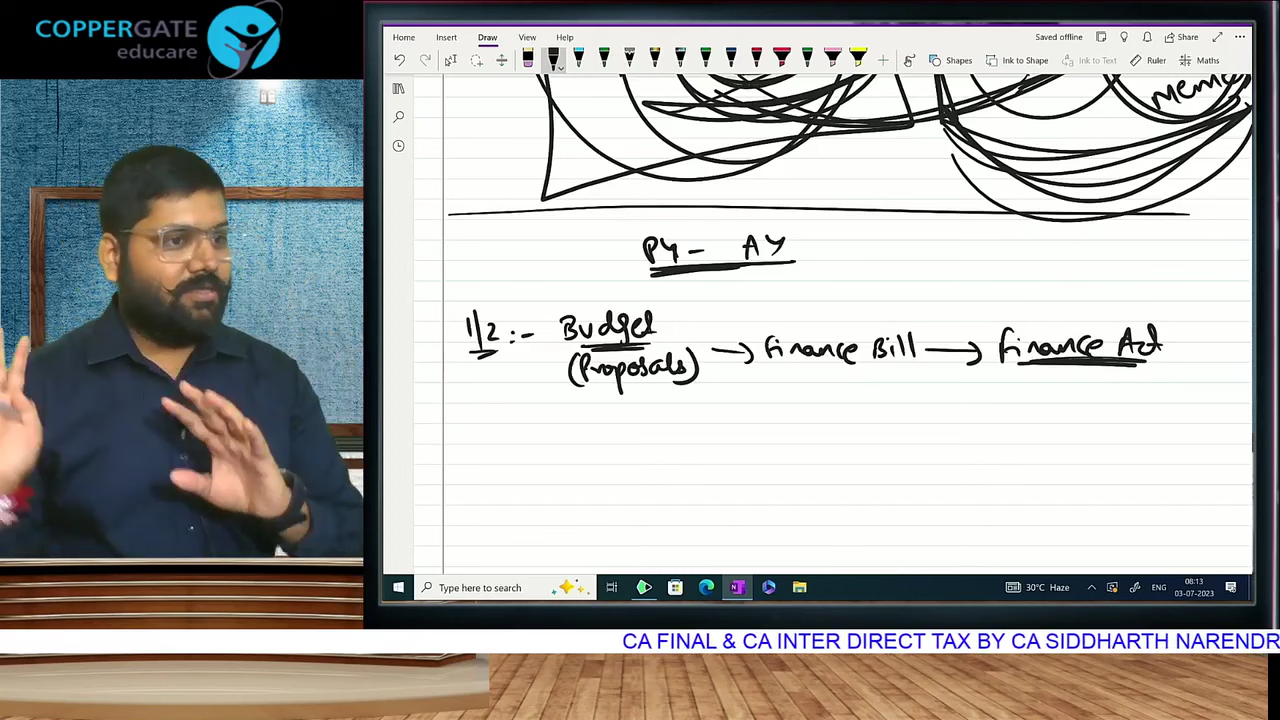 COPPERGATE
educare
Home Insert Draw View Help
Saved offline
Share
Shapes
Ink to Shape
Ink to Text
Ruler
Maths
Mem
PY - AY
1/2 :- Budget → Finance Bill → Finance Act
(Proposals)
Type here to search
30°C Haze
ENG
08:13
03-07-2023
CA FINAL & CA INTER DIRECT TAX BY CA SIDDHARTH NARENDR